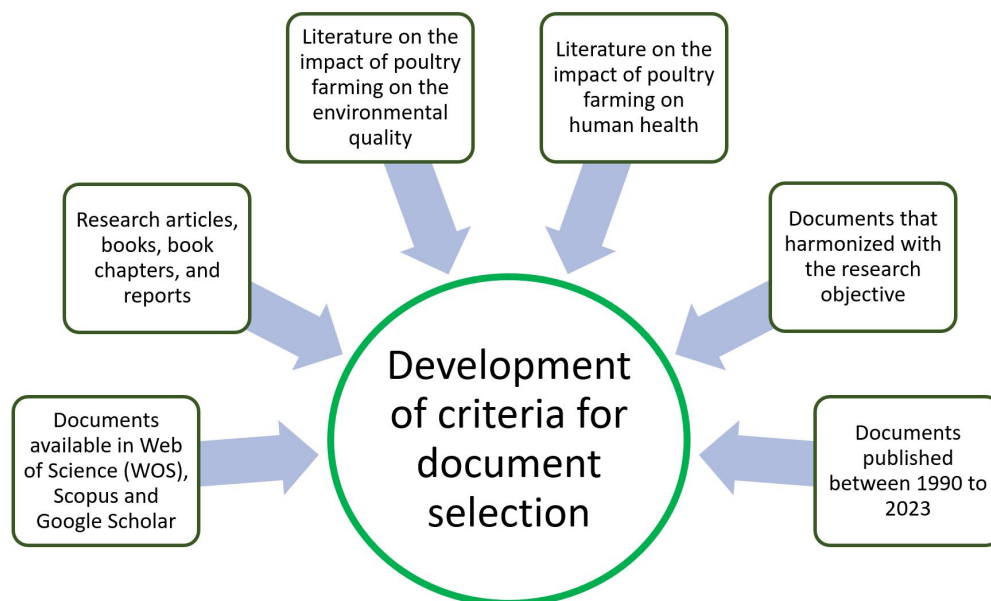 Literature on the
impact of poultry
farming on the
environmental
quality
Literature on the
impact of poultry
farming on
human health
Research articles,
books, book
chapters, and
reports
Documents that
harmonized with
the research
objective
Development
of criteria for
document
selection
Documents
available in Web
of Science (WOS),
Scopus and
Google Scholar
Documents
published
between 1990 to
2023